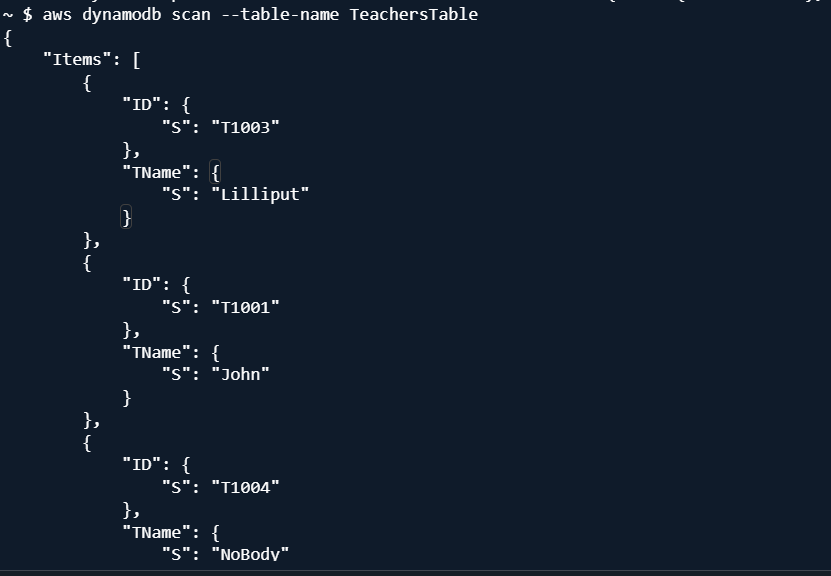 ~ $ aws dynamodb scan --table-name TeachersTable
{
    "Items": [
        {
            "ID": {
                "S": "T1003"
            },
            "TName": {
                "S": "Lilliput"
            }
        },
        {
            "ID": {
                "S": "T1001"
            },
            "TName": {
                "S": "John"
            }
        },
        {
            "ID": {
                "S": "T1004"
            },
            "TName": {
                "S": "NoBody"